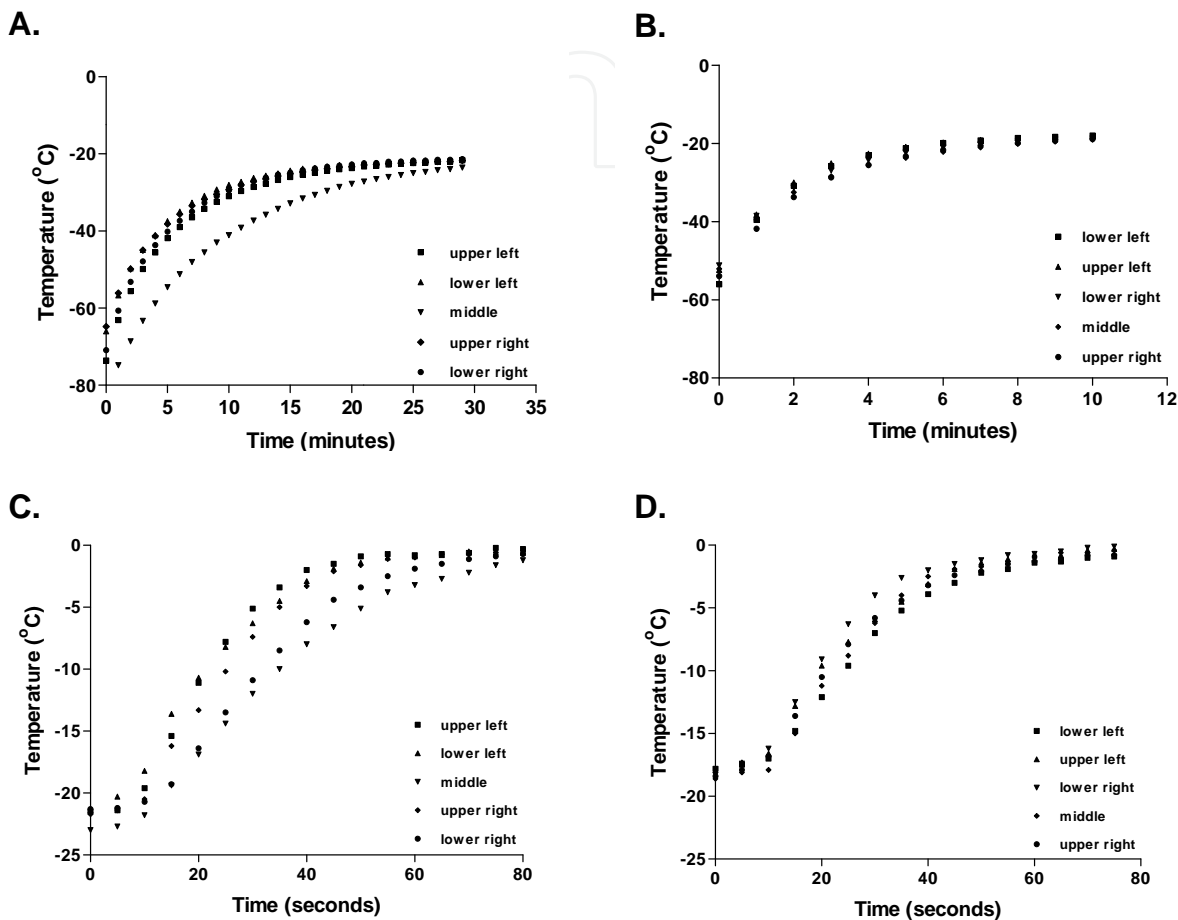 A.
0
-20
-40
-60
-80
0 5 10 15 20 25 30 35
Temperature (°C)
Time (minutes)
upper left
lower left
middle
upper right
lower right
B.
0
-20
-40
-60
-80
0 2 4 6 8 10 12
Temperature (°C)
Time (minutes)
lower left
upper left
lower right
middle
upper right
C.
0
-5
-10
-15
-20
-25
0 20 40 60 80
Temperature (°C)
Time (seconds)
upper left
lower left
middle
upper right
lower right
D.
0
-5
-10
-15
-20
-25
0 20 40 60 80
Temperature (°C)
Time (seconds)
lower left
upper left
lower right
middle
upper right